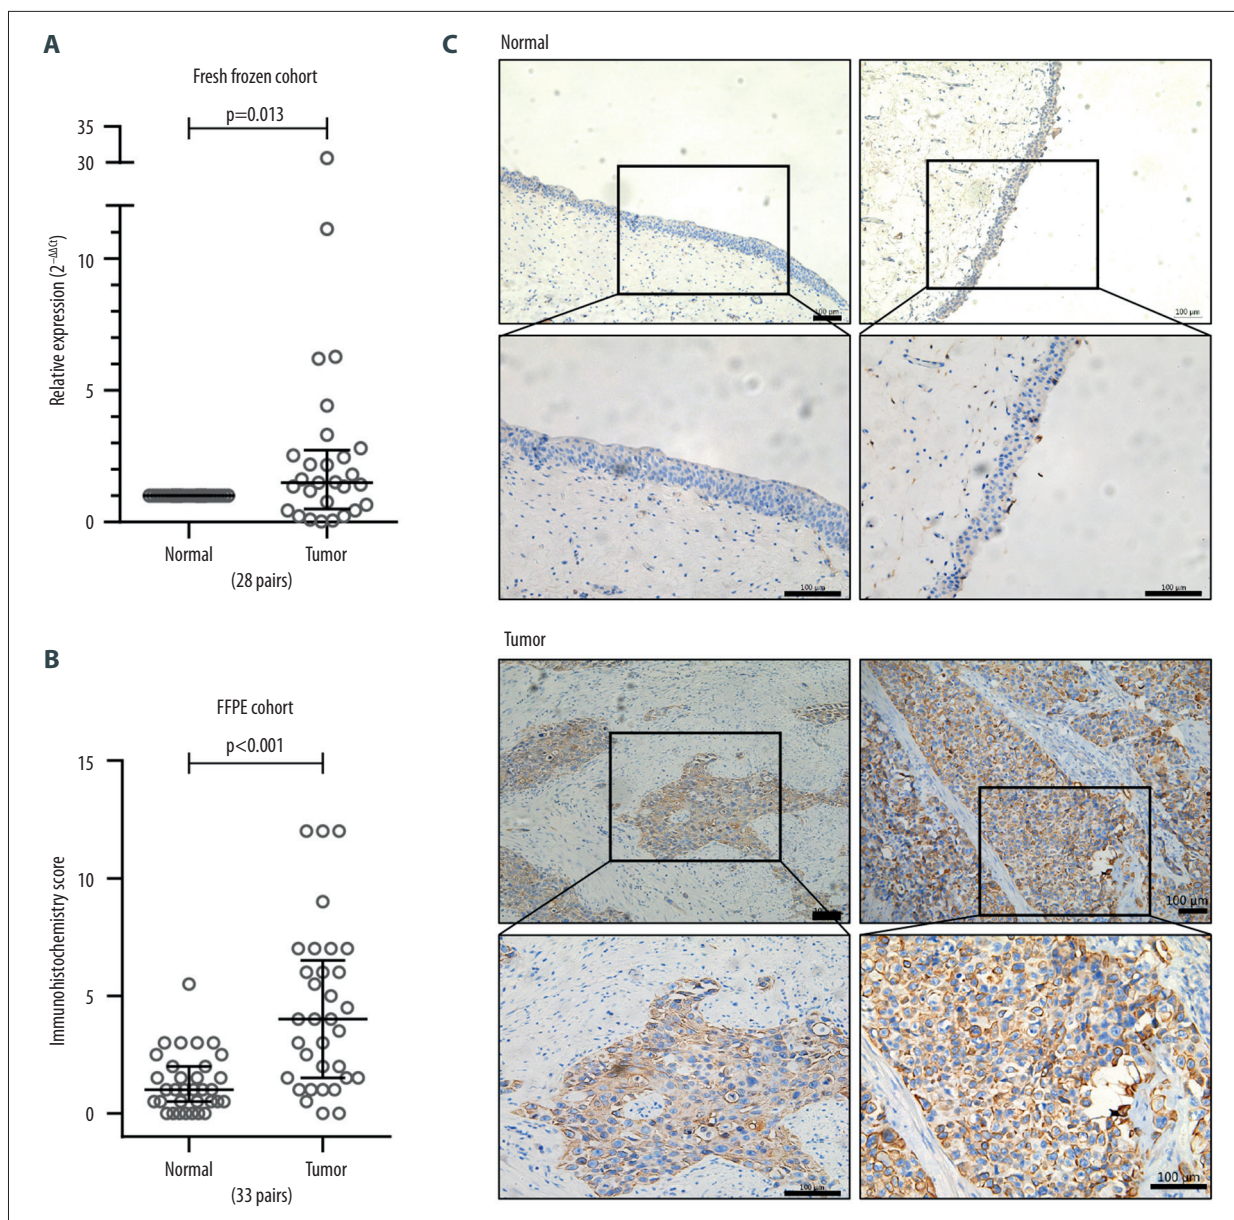 A
Fresh frozen cohort
p=0.013
35
30
10
5
0
Relative expression (2⁻ΔΔCt)
Normal
Tumor
(28 pairs)
B
FFPE cohort
p<0.001
15
10
5
0
Immunohistochemistry score
Normal
Tumor
(33 pairs)
C
Normal
100 μm
100 μm
100 μm
100 μm
Tumor
100 μm
100 μm
100 μm